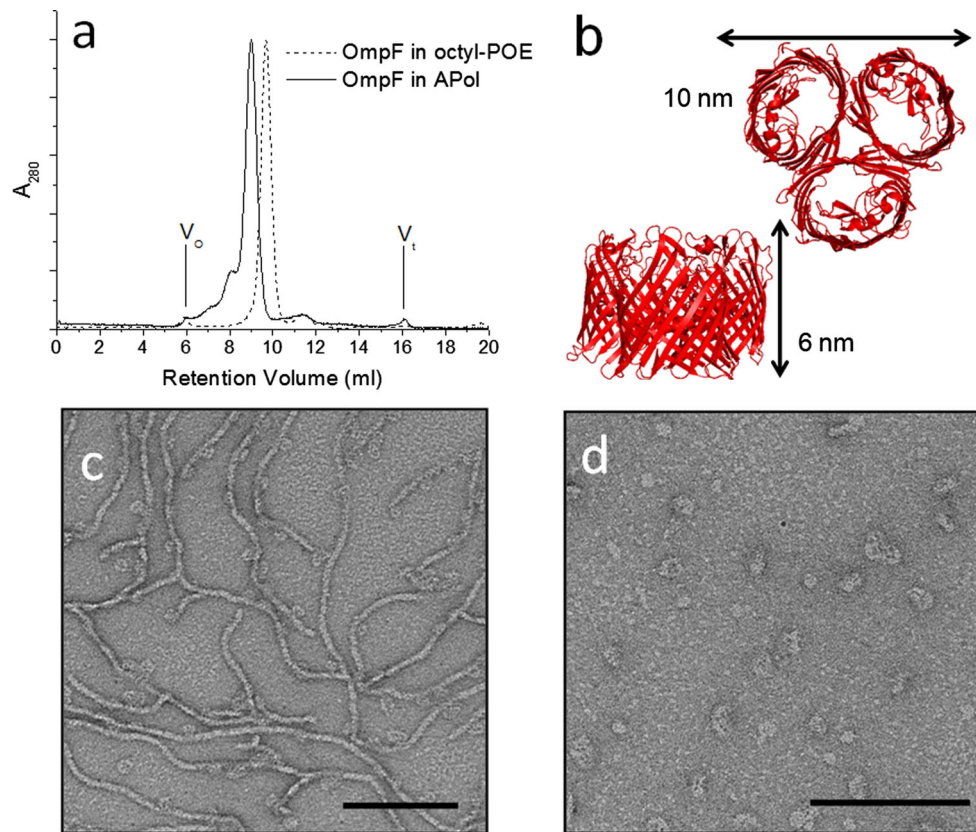 a
OmpF in octyl-POE
OmpF in APol
A280
VO
Vt
0 2 4 6 8 10 12 14 16 18 20
Retention Volume (ml)
b
10 nm
6 nm
c
d